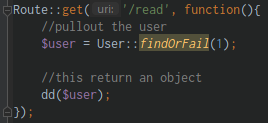 Route::get( uri: '/read', function(){
//pullout the user
$user = User::findOrFail(1);
//this return an object
dd($user);
});